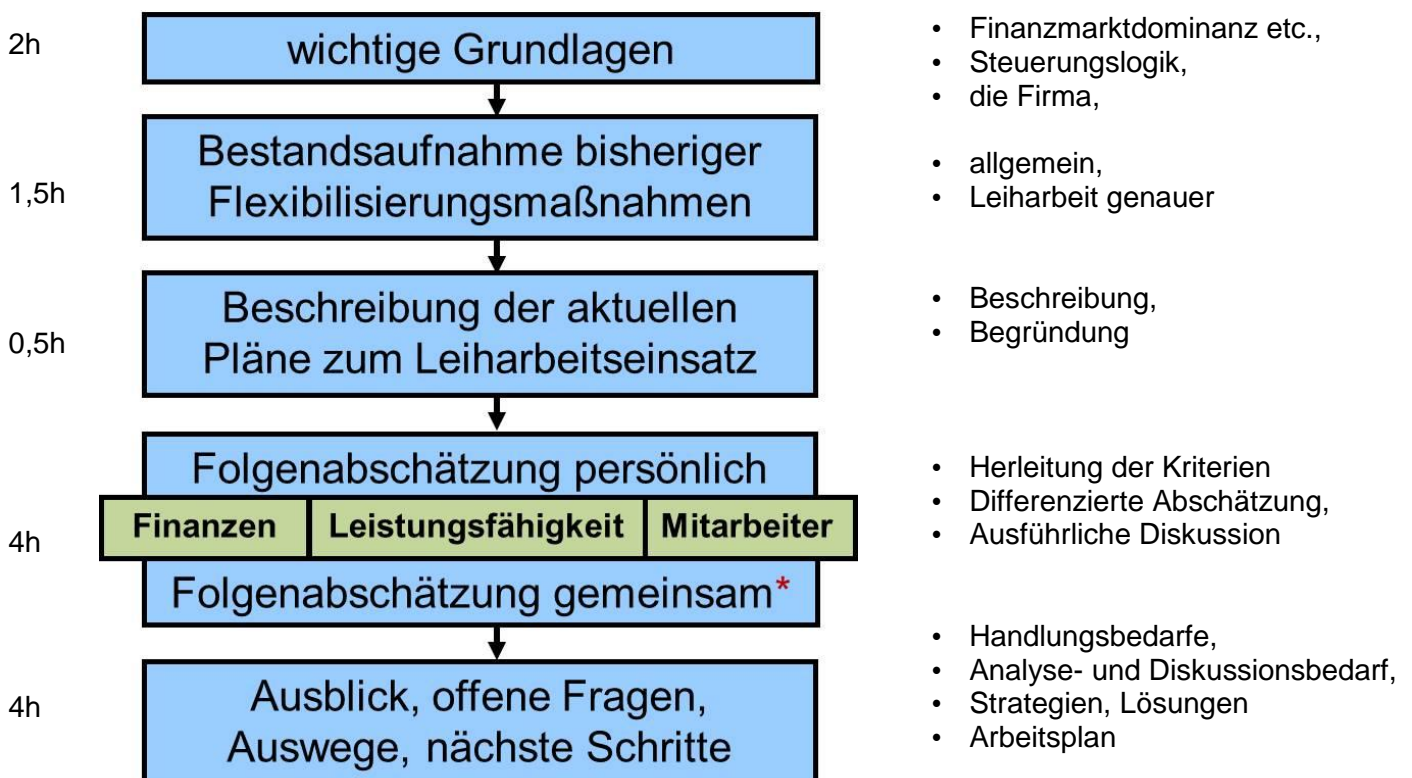 2h
wichtige Grundlagen
• Finanzmarktdominanz etc.,
• Steuerungslogik,
• die Firma,
1,5h
Bestandsaufnahme bisheriger
Flexibilisierungsmaßnahmen
• allgemein,
• Leiharbeit genauer
0,5h
Beschreibung der aktuellen
Pläne zum Leiharbeitseinsatz
• Beschreibung,
• Begründung
4h
Folgenabschätzung persönlich
Finanzen Leistungsfähigkeit Mitarbeiter
Folgenabschätzung gemeinsam*
• Herleitung der Kriterien
• Differenzierte Abschätzung,
• Ausführliche Diskussion
4h
Ausblick, offene Fragen,
Auswege, nächste Schritte
• Handlungsbedarfe,
• Analyse- und Diskussionsbedarf,
• Strategien, Lösungen
• Arbeitsplan